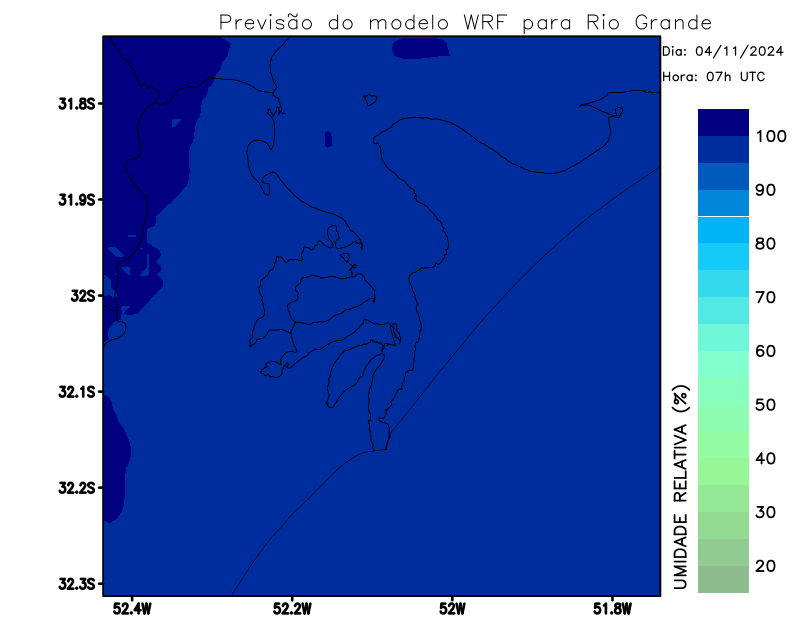 Previsão do modelo WRF para Rio Grande
Dia: 04/11/2024
Hora: 07h UTC
31.8S
31.9S
32S
32.1S
32.2S
32.3S
52.4W
52.2W
52W
51.8W
100
90
80
70
60
50
40
30
20
UMIDADE RELATIVA (%)